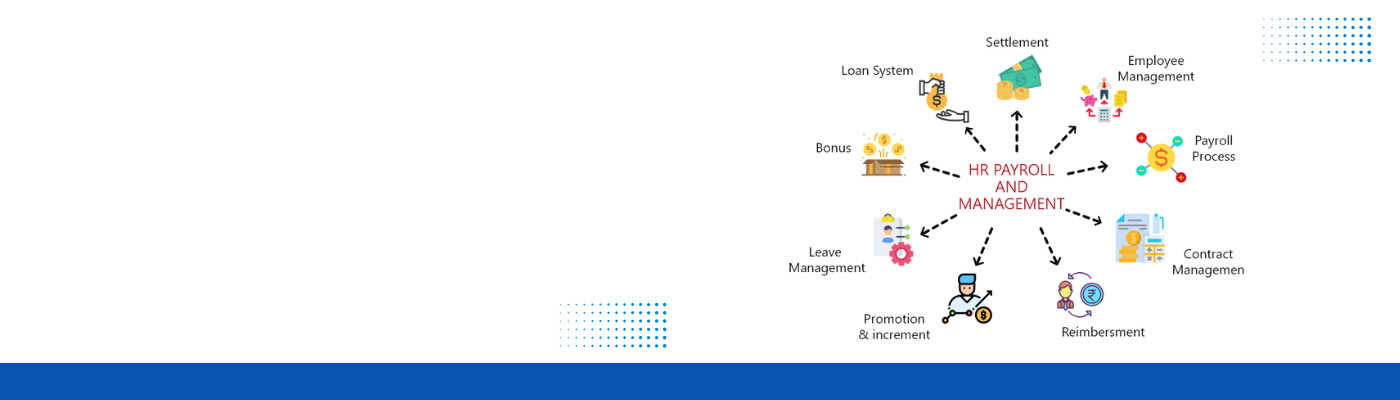 Settlement
Loan System
Employee
Management
Bonus
Payroll
Process
HR PAYROLL
AND
MANAGEMENT
Leave
Management
Contract
Managemen
Promotion
& increment
Reimbersment